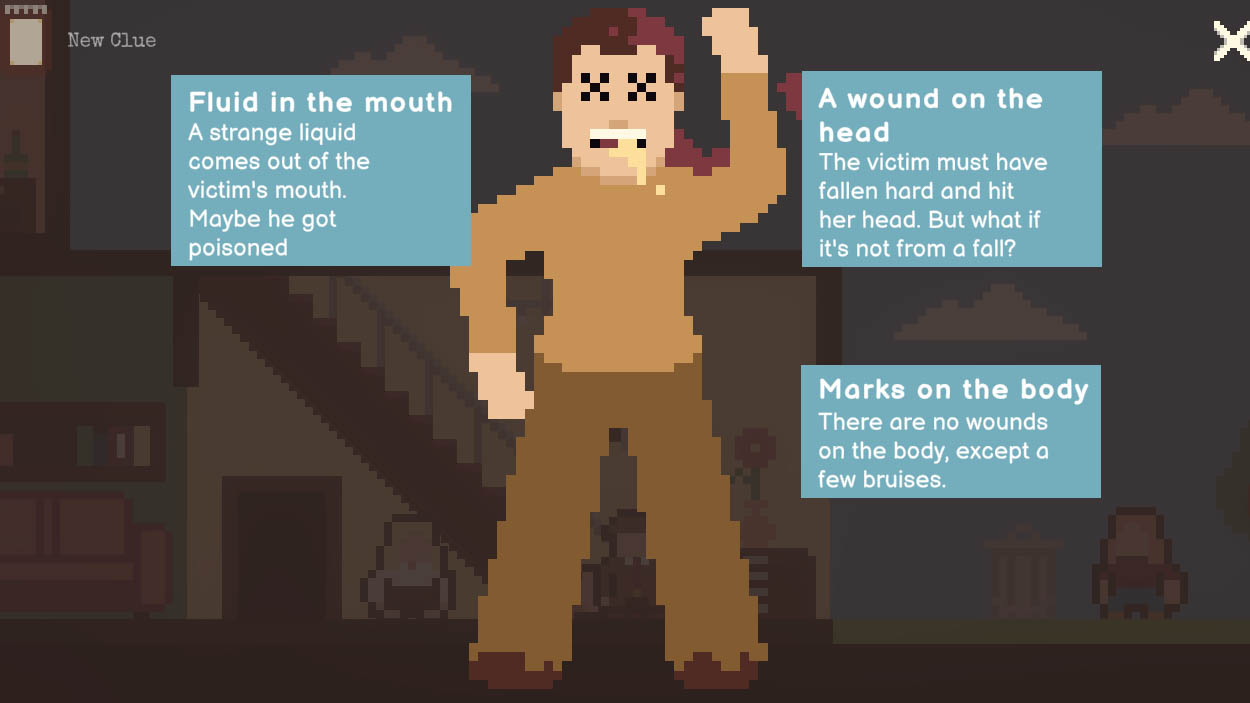 New Clue
Fluid in the mouth
A strange liquid
comes out of the
victim's mouth.
Maybe he got
poisoned
A wound on the
head
The victim must have
fallen hard and hit
her head. But what if
it's not from a fall?
Marks on the body
There are no wounds
on the body, except a
few bruises.